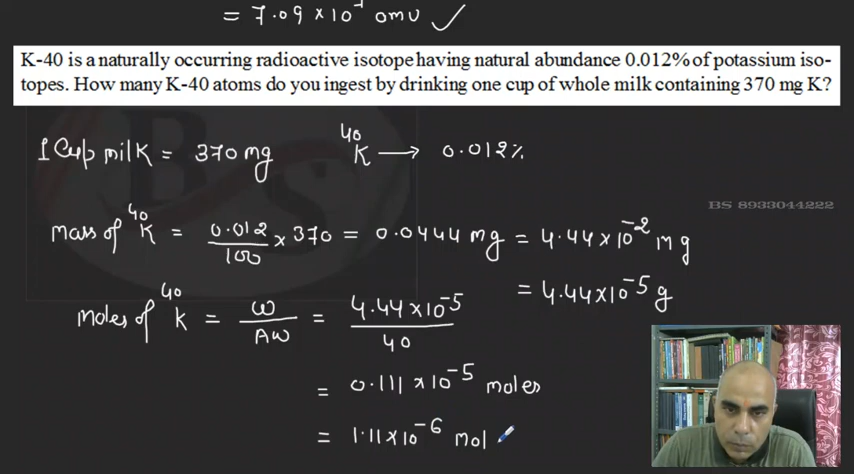 = 7.09 × 10⁻¹ amu ✓
K-40 is a naturally occurring radioactive isotope having natural abundance 0.012% of potassium iso-
topes. How many K-40 atoms do you ingest by drinking one cup of whole milk containing 370 mg K?
1 Cup milk = 370 mg ⁴⁰K ⟶ 0.012%
BS 8933044222
mass of ⁴⁰K = 0.012/100 × 370 = 0.0444 mg = 4.44 × 10⁻² mg
= 4.44 × 10⁻⁵ g
moles of ⁴⁰K = ω/AW = 4.44 × 10⁻⁵/40
= 0.111 × 10⁻⁵ moles
= 1.11 × 10⁻⁶ mol